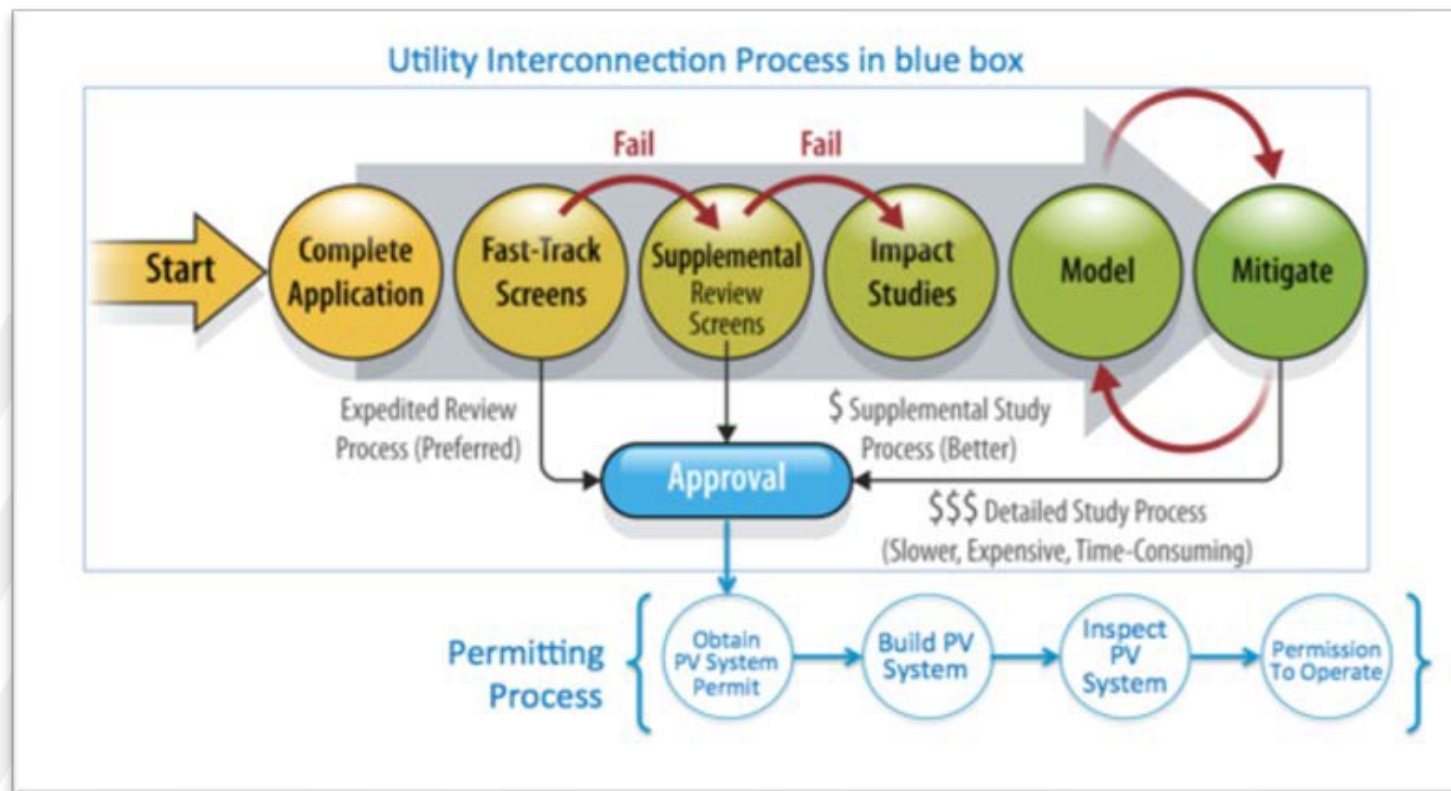 Utility Interconnection Process in blue box
Fail
Fail
Start
Complete
Application
Fast-Track
Screens
Supplemental
Review
Screens
Impact
Studies
Model
Mitigate
Expedited Review
Process (Preferred)
$ Supplemental Study
Process (Better)
Approval
$$$ Detailed Study Process
(Slower, Expensive, Time-Consuming)
Permitting
Process
Obtain
PV System
Permit
Build PV
System
Inspect
PV
System
Permission
To Operate